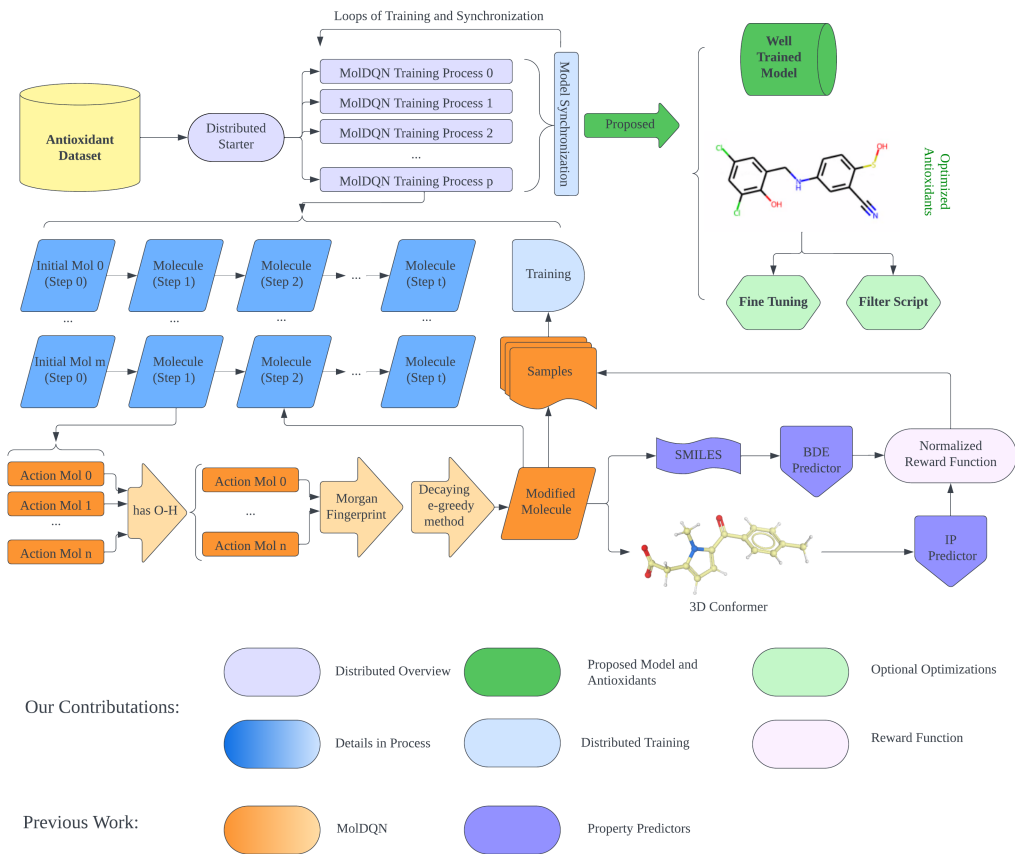 Loops of Training and Synchronization
Antioxidant
Dataset
Distributed
Starter
MolDQN Training Process 0
MolDQN Training Process 1
MolDQN Training Process 2
...
MolDQN Training Process p
Model Synchronization
Proposed
Well
Trained
Model
Cl
Cl
OH
NH
S
OH
N
Optimized
Antioxidants
Fine Tuning
Filter Script
Initial Mol 0
(Step 0)
Molecule
(Step 1)
Molecule
(Step 2)
...
Molecule
(Step t)
Training
...
...
...
...
Initial Mol m
(Step 0)
Molecule
(Step 1)
Molecule
(Step 2)
...
Molecule
(Step t)
Samples
Action Mol 0
Action Mol 1
...
Action Mol n
has O-H
Action Mol 0
...
Action Mol n
Morgan
Fingerprint
Decaying
e-greedy
method
Modified
Molecule
SMILES
BDE
Predictor
Normalized
Reward Function
IP
Predictor
3D Conformer
Our Contributations:
Distributed Overview
Proposed Model and
Antioxidants
Optional Optimizations
Details in Process
Distributed Training
Reward Function
Previous Work:
MolDQN
Property Predictors